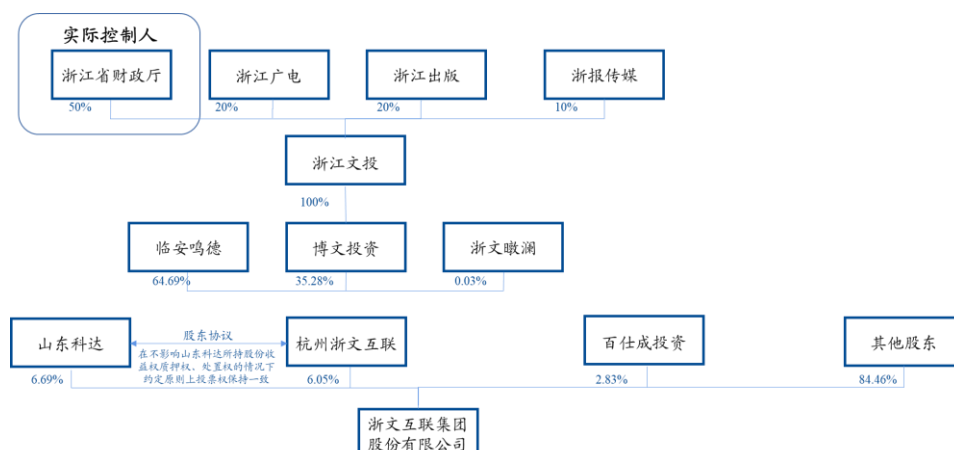 实际控制人
浙江省财政厅
浙江广电
浙江出版
浙报传媒
50%
20%
20%
10%
浙江文投
100%
临安鸣德
博文投资
浙文暾澜
64.69%
35.28%
0.03%
山东科达
股东协议
杭州浙文互联
百仕成投资
其他股东
在不影响山东科达所持股份收
益权质押权、处置权的情况下
约定原则上投票权保持一致
6.69%
6.05%
2.83%
84.46%
浙文互联集团
股份有限公司